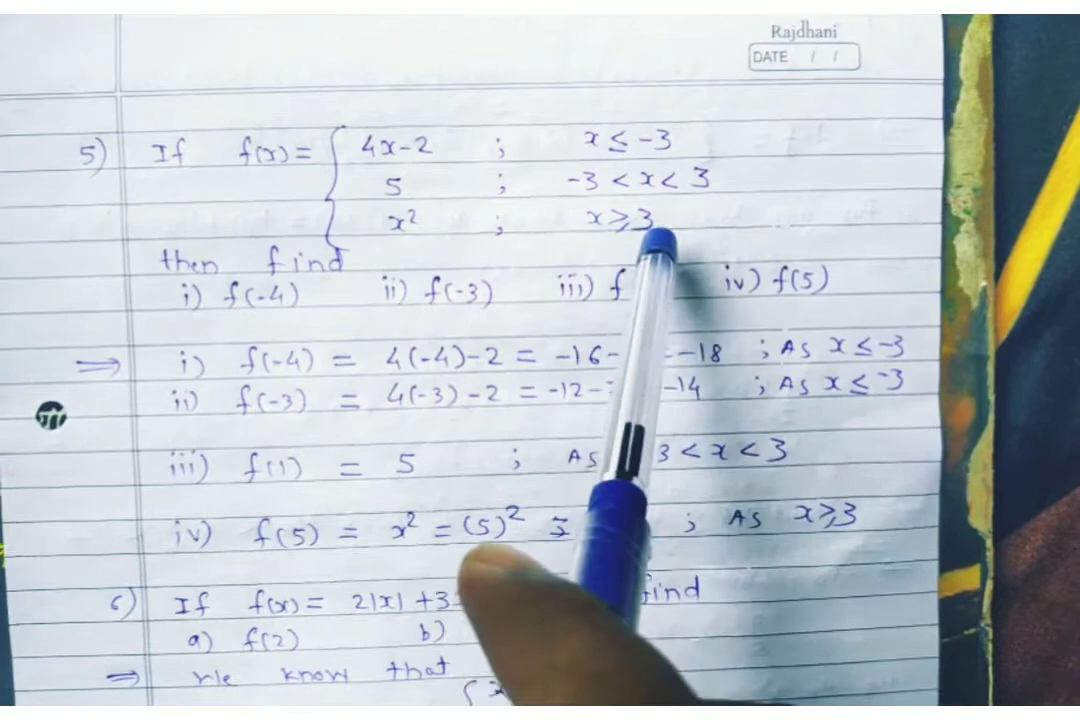 Rajdhani
DATE / /
5) If f(x) = { 4x-2 ; x ≤ -3
5 ; -3 < x < 3
x² ; x ≥ 3
then find
i) f(-4) ii) f(-3) iii) f iv) f(5)
⇒ i) f(-4) = 4(-4)-2 = -16- = -18 ; As x ≤ -3
ii) f(-3) = 4(-3)-2 = -12- -14 ; As x ≤ -3
iii) f(1) = 5 ; As 3 < x < 3
iv) f(5) = x² = (5)² = ; As x ≥ 3
6) If f(x) = 2|x| + 3 find
a) f(2) b)
⇒ We know that
{